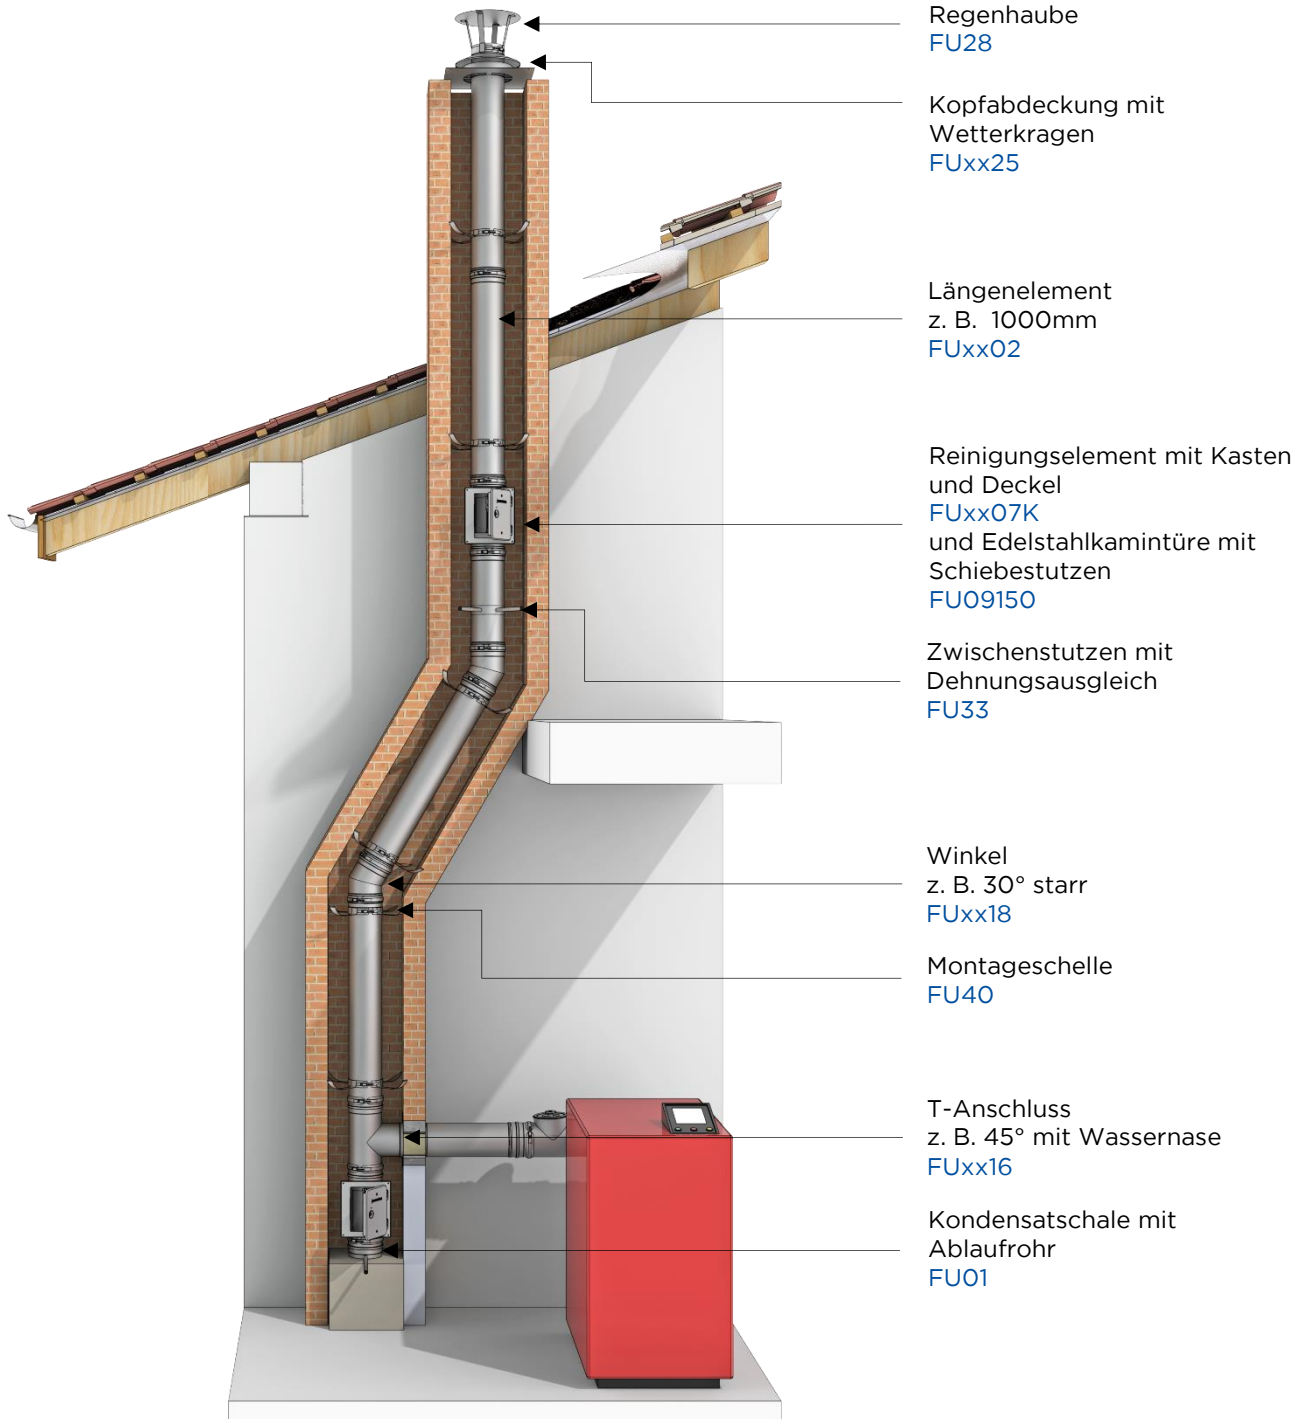 Regenhaube
FU28
Kopfabdeckung mit
Wetterkragen
FUxx25
Längenelement
z. B. 1000mm
FUxx02
Reinigungselement mit Kasten
und Deckel
FUxx07K
und Edelstahlkamintüre mit
Schiebestutzen
FU09150
Zwischenstutzen mit
Dehnungsausgleich
FU33
Winkel
z. B. 30° starr
FUxx18
Montageschelle
FU40
T-Anschluss
z. B. 45° mit Wassernase
FUxx16
Kondensatschale mit
Ablaufrohr
FU01